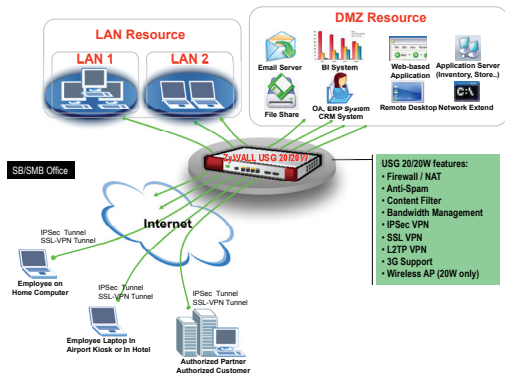 LAN Resource
LAN 1
LAN 2
DMZ Resource
Email Server
BI System
Web-based
Application
Application Server
(Inventory, Store..)
File Share
OA, ERP System
CRM System
Remote Desktop
C:\
Network Extend
ZyWALL USG 20/20W
SB/SMB Office
Internet
USG 20/20W features:
• Firewall / NAT
• Anti-Spam
• Content Filter
• Bandwidth Management
• IPSec VPN
• SSL VPN
• L2TP VPN
• 3G Support
• Wireless AP (20W only)
IPSec Tunnel
SSL-VPN Tunnel
Employee on
Home Computer
IPSec Tunnel
SSL-VPN Tunnel
Employee Laptop In
Airport Kiosk or In Hotel
IPSec Tunnel
SSL-VPN Tunnel
Authorized Partner
Authorized Customer